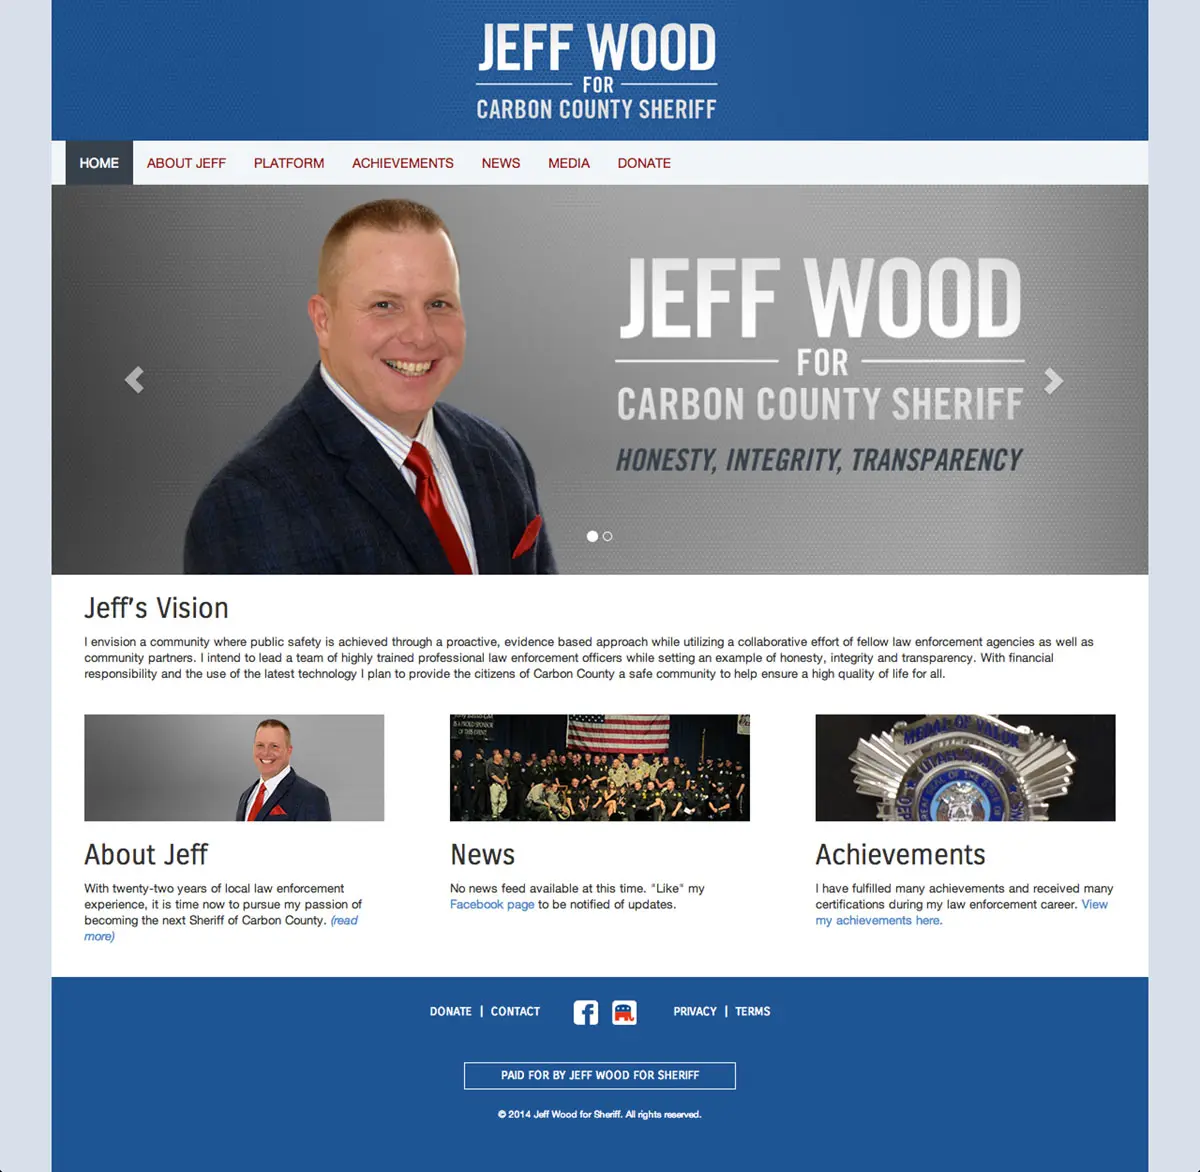 JEFF WOOD
FOR
CARBON COUNTY SHERIFF
HOME ABOUT JEFF PLATFORM ACHIEVEMENTS NEWS MEDIA DONATE
JEFF WOOD
FOR
CARBON COUNTY SHERIFF
HONESTY, INTEGRITY, TRANSPARENCY
Jeff's Vision
I envision a community where public safety is achieved through a proactive, evidence based approach while utilizing a collaborative effort of fellow law enforcement agencies as well as
community partners. I intend to lead a team of highly trained professional law enforcement officers while setting an example of honesty, integrity and transparency. With financial
responsibility and the use of the latest technology I plan to provide the citizens of Carbon County a safe community to help ensure a high quality of life for all.
IS A PROUD SPONSOR
OF THIS EVENT
MEDAL OF VALOR
About Jeff
With twenty-two years of local law enforcement
experience, it is time now to pursue my passion of
becoming the next Sheriff of Carbon County. (read
more)
News
No news feed available at this time. "Like" my
Facebook page to be notified of updates.
Achievements
I have fulfilled many achievements and received many
certifications during my law enforcement career. View
my achievements here.
DONATE | CONTACT PRIVACY | TERMS
PAID FOR BY JEFF WOOD FOR SHERIFF
© 2014 Jeff Wood for Sheriff. All rights reserved.